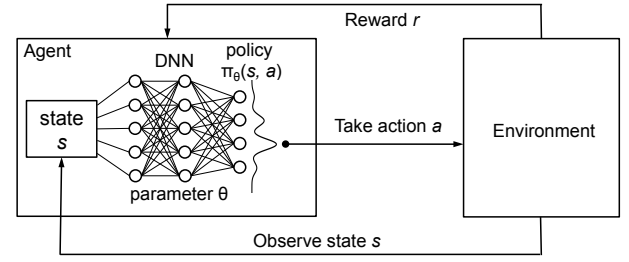 Reward r
Agent
DNN
policy
πθ(s, a)
state
s
Take action a
Environment
parameter θ
Observe state s